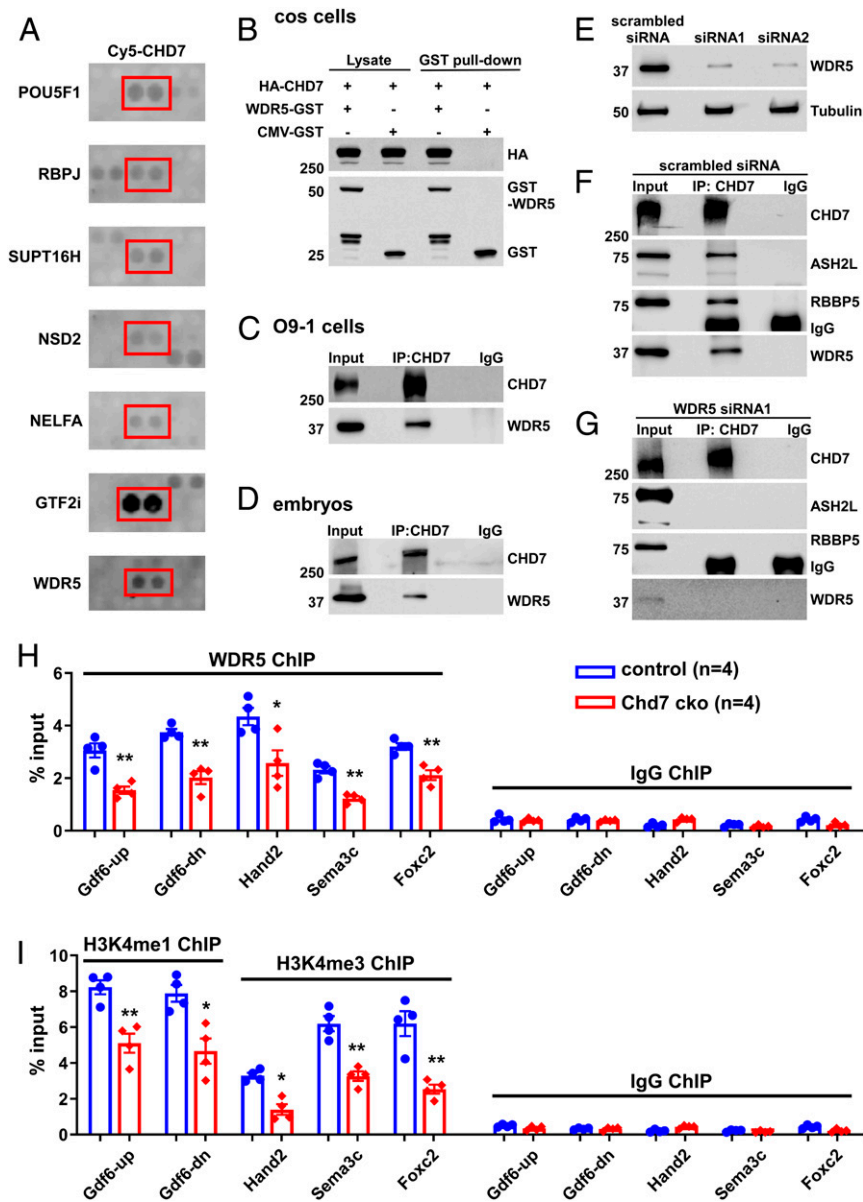 A
Cy5-CHD7
POU5F1
RBPJ
SUPT16H
NSD2
NELFA
GTF2i
WDR5
B cos cells
Lysate GST pull-down
HA-CHD7 + + + +
WDR5-GST + - + -
CMV-GST - + - +
HA
250
50
GST
-WDR5
25
GST
C O9-1 cells
Input IP:CHD7 IgG
CHD7
250
37
WDR5
D embryos
Input IP:CHD7 IgG
CHD7
250
37
WDR5
E
scrambled
siRNA siRNA1 siRNA2
37
WDR5
50
Tubulin
F
scrambled siRNA
Input IP: CHD7 IgG
CHD7
250
75
ASH2L
75
RBBP5
IgG
37
WDR5
G
WDR5 siRNA1
Input IP: CHD7 IgG
CHD7
250
75
ASH2L
75
RBBP5
IgG
37
WDR5
H
WDR5 ChIP
control (n=4)
Chd7 cko (n=4)
IgG ChIP
% input
6
4
2
0
** ** * ** **
Gdf6-up Gdf6-dn Hand2 Sema3c Foxc2 Gdf6-up Gdf6-dn Hand2 Sema3c Foxc2
I
H3K4me1 ChIP
H3K4me3 ChIP
IgG ChIP
% input
10
8
6
4
2
0
** * * ** **
Gdf6-up Gdf6-dn Hand2 Sema3c Foxc2 Gdf6-up Gdf6-dn Hand2 Sema3c Foxc2